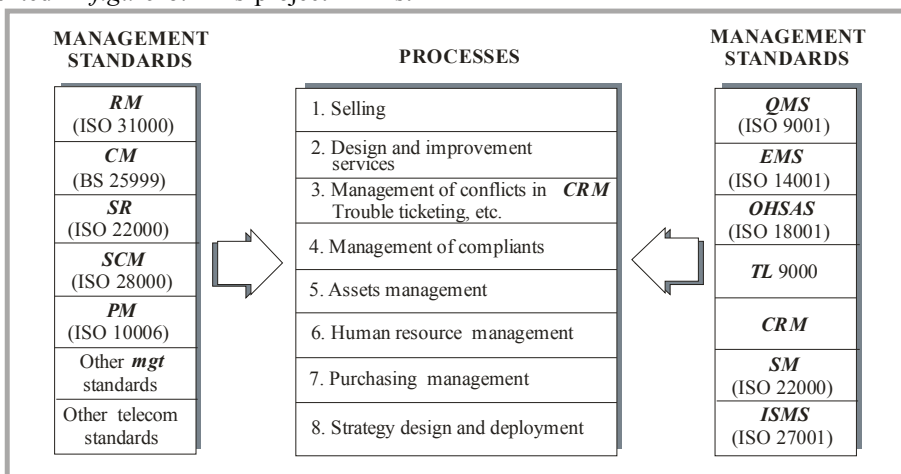 MANAGEMENT
STANDARDS
RM
(ISO 31000)
CM
(BS 25999)
SR
(ISO 22000)
SCM
(ISO 28000)
PM
(ISO 10006)
Other mgt
standards
Other telecom
standards
PROCESSES
1. Selling
2. Design and improvement
services
3. Management of conflicts in CRM
Trouble ticketing, etc.
4. Management of compliants
5. Assets management
6. Human resource management
7. Purchasing management
8. Strategy design and deployment
MANAGEMENT
STANDARDS
QMS
(ISO 9001)
EMS
(ISO 14001)
OHSAS
(ISO 18001)
TL 9000
CRM
SM
(ISO 22000)
ISMS
(ISO 27001)